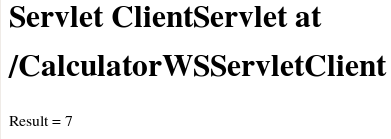 Servlet ClientServlet at
/CalculatorWSServletClient
Result = 7